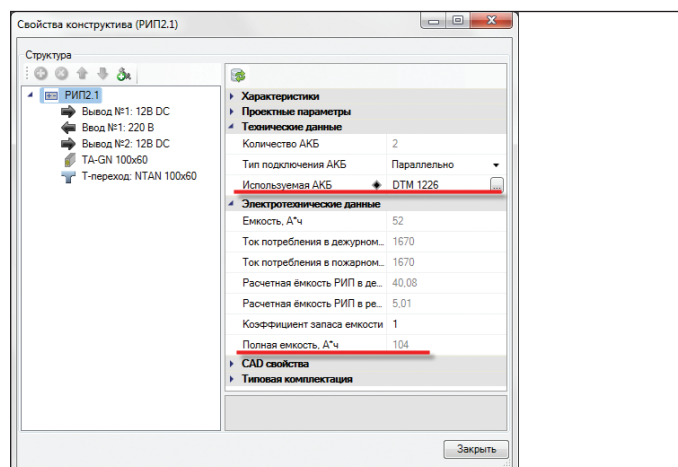 Свойства конструктива (РИП2.1)
Структура
РИП2.1
Вывод №1: 12В DC
Ввод №1: 220 В
Вывод №2: 12В DC
TA-GN 100x60
Т-переход: NTAN 100x60
Характеристики
Проектные параметры
Технические данные
Количество АКБ 2
Тип подключения АКБ Параллельно
Используемая АКБ DTM 1226 ...
Электротехнические данные
Емкость, А*ч 52
Ток потребления в дежурном... 1670
Ток потребления в пожарном... 1670
Расчетная ёмкость РИП в де... 40,08
Расчетная ёмкость РИП в ре... 5,01
Коэффициент запаса емкости 1
Полная емкость, А*ч 104
CAD свойства
Типовая комплектация
Закрыть